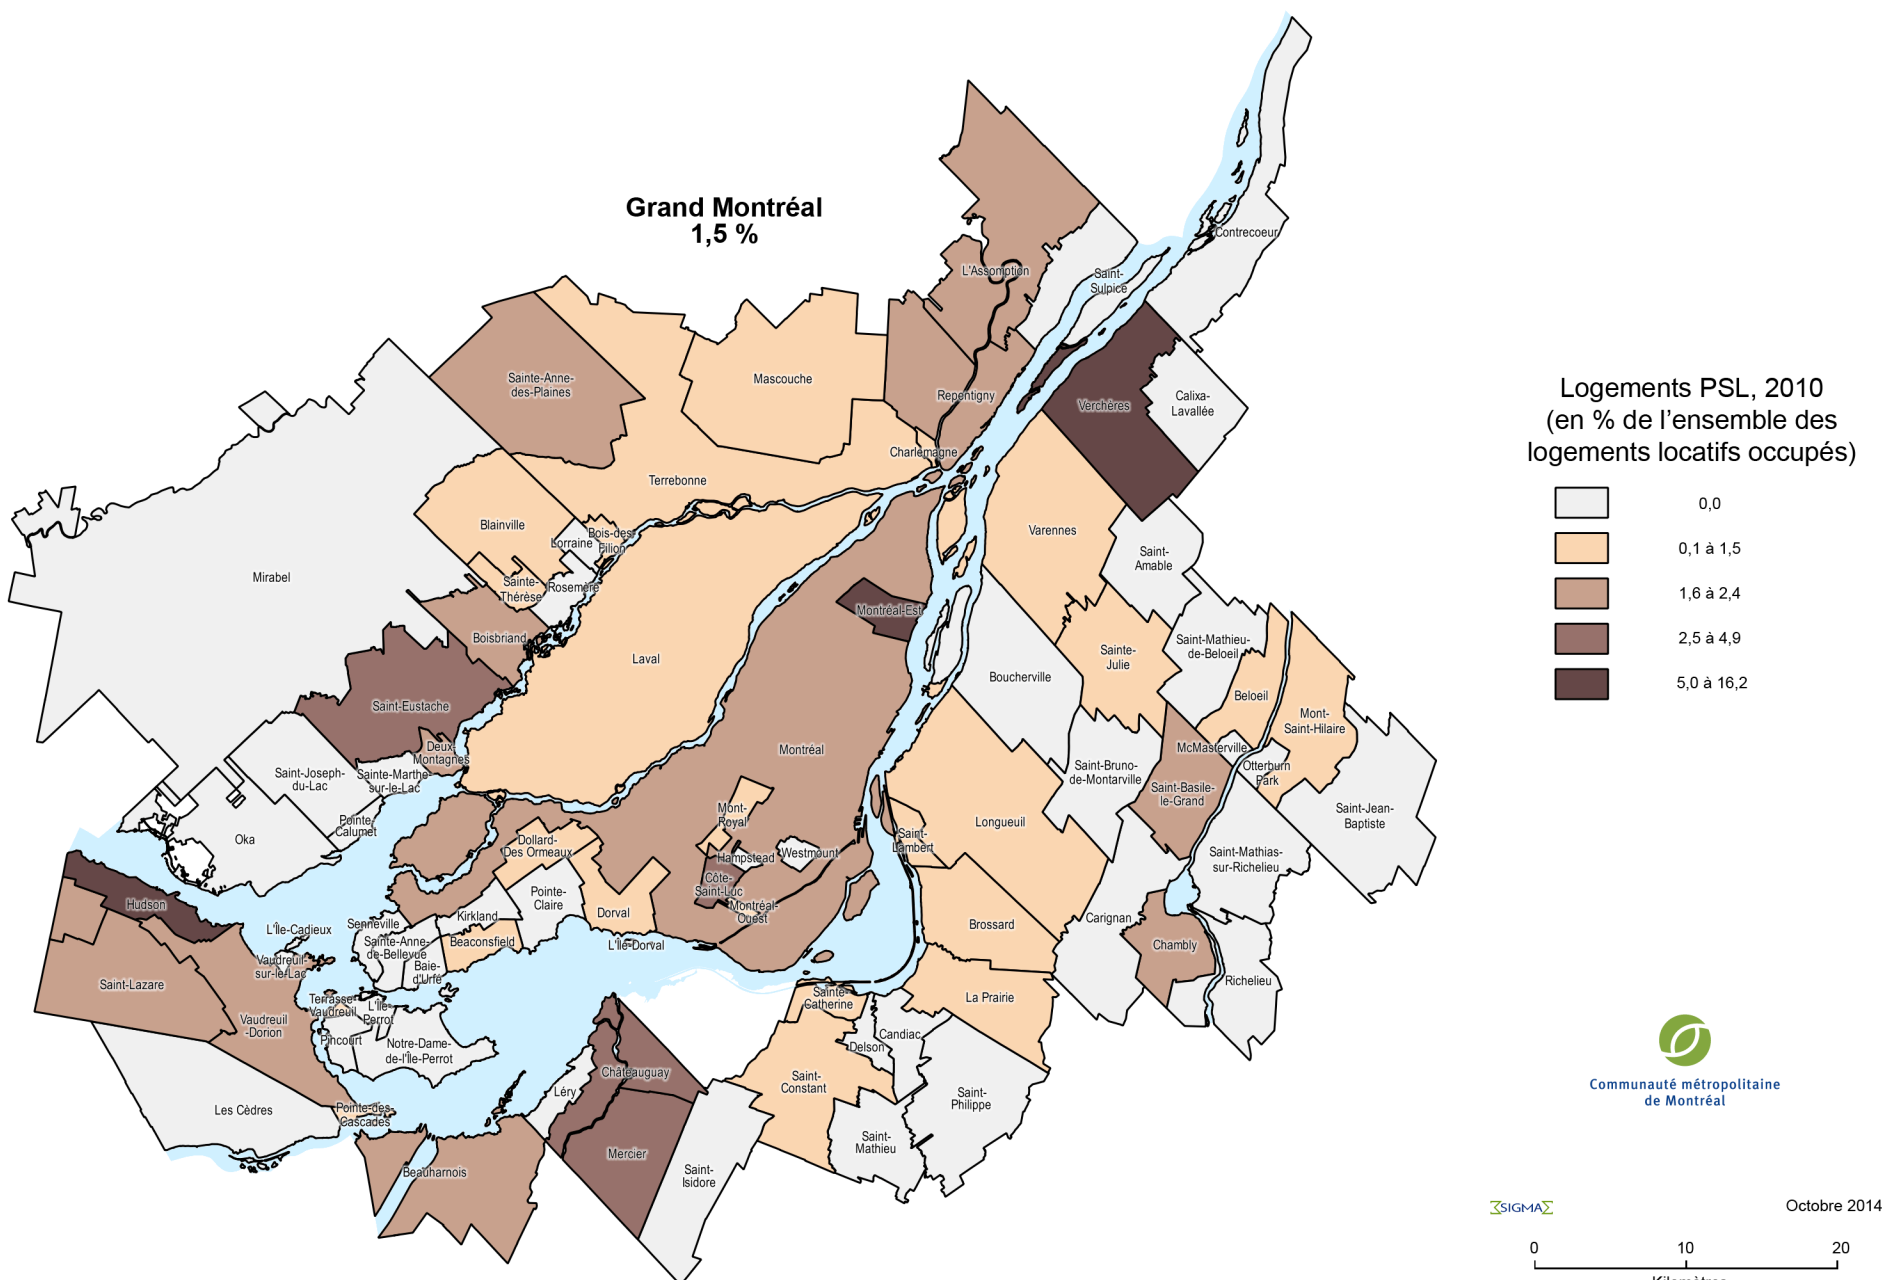 Grand Montréal
1,5 %
Contrecoeur
L'Assomption
Saint-
Sulpice
Sainte-Anne-
des-Plaines
Mascouche
Repentigny
Verchères
Calixa-
Lavallée
Charlemagne
Terrebonne
Blainville
Lorraine
Bois-des-
Filion
Varennes
Saint-
Amable
Mirabel
Sainte-
Thérèse
Rosemère
Montréal-Est
Boisbriand
Laval
Saint-Mathieu-
de-Beloeil
Sainte-
Julie
Boucherville
Beloeil
Saint-Eustache
Mont-
Saint-Hilaire
Deux-
Montagnes
Montréal
McMasterville
Saint-Joseph-
du-Lac
Sainte-Marthe-
sur-le-Lac
Saint-Bruno-
de-Montarville
Otterburn
Park
Saint-Basile-
le-Grand
Saint-Jean-
Baptiste
Mont-
Royal
Pointe-
Calumet
Oka
Longueuil
Saint-
Lambert
Dollard-
Des Ormeaux
Hampstead
Westmount
Saint-Mathias-
sur-Richelieu
Côte-
Saint-Luc
Pointe-
Claire
Hudson
Kirkland
Dorval
Montréal-
Ouest
Carignan
Senneville
L'Île-Cadieux
Brossard
Sainte-Anne-
de-Bellevue
Beaconsfield
L'Île-Dorval
Chambly
Vaudreuil-
sur-le-Lac
Baie-
d'Urfé
Saint-Lazare
Richelieu
Terrasse-
Vaudreuil
L'Île-
Perrot
Sainte-
Catherine
La Prairie
Vaudreuil
-Dorion
Pincourt
Notre-Dame-
de-l'Île-Perrot
Candiac
Delson
Châteauguay
Léry
Saint-
Constant
Saint-
Philippe
Les Cèdres
Pointe-des-
Cascades
Saint-
Mathieu
Mercier
Beauharnois
Saint-
Isidore
Logements PSL, 2010
(en % de l'ensemble des
logements locatifs occupés)
0,0
0,1 à 1,5
1,6 à 2,4
2,5 à 4,9
5,0 à 16,2
Communauté métropolitaine
de Montréal
ΣSIGMAΣ
Octobre 2014
0 10 20
Kilomètres